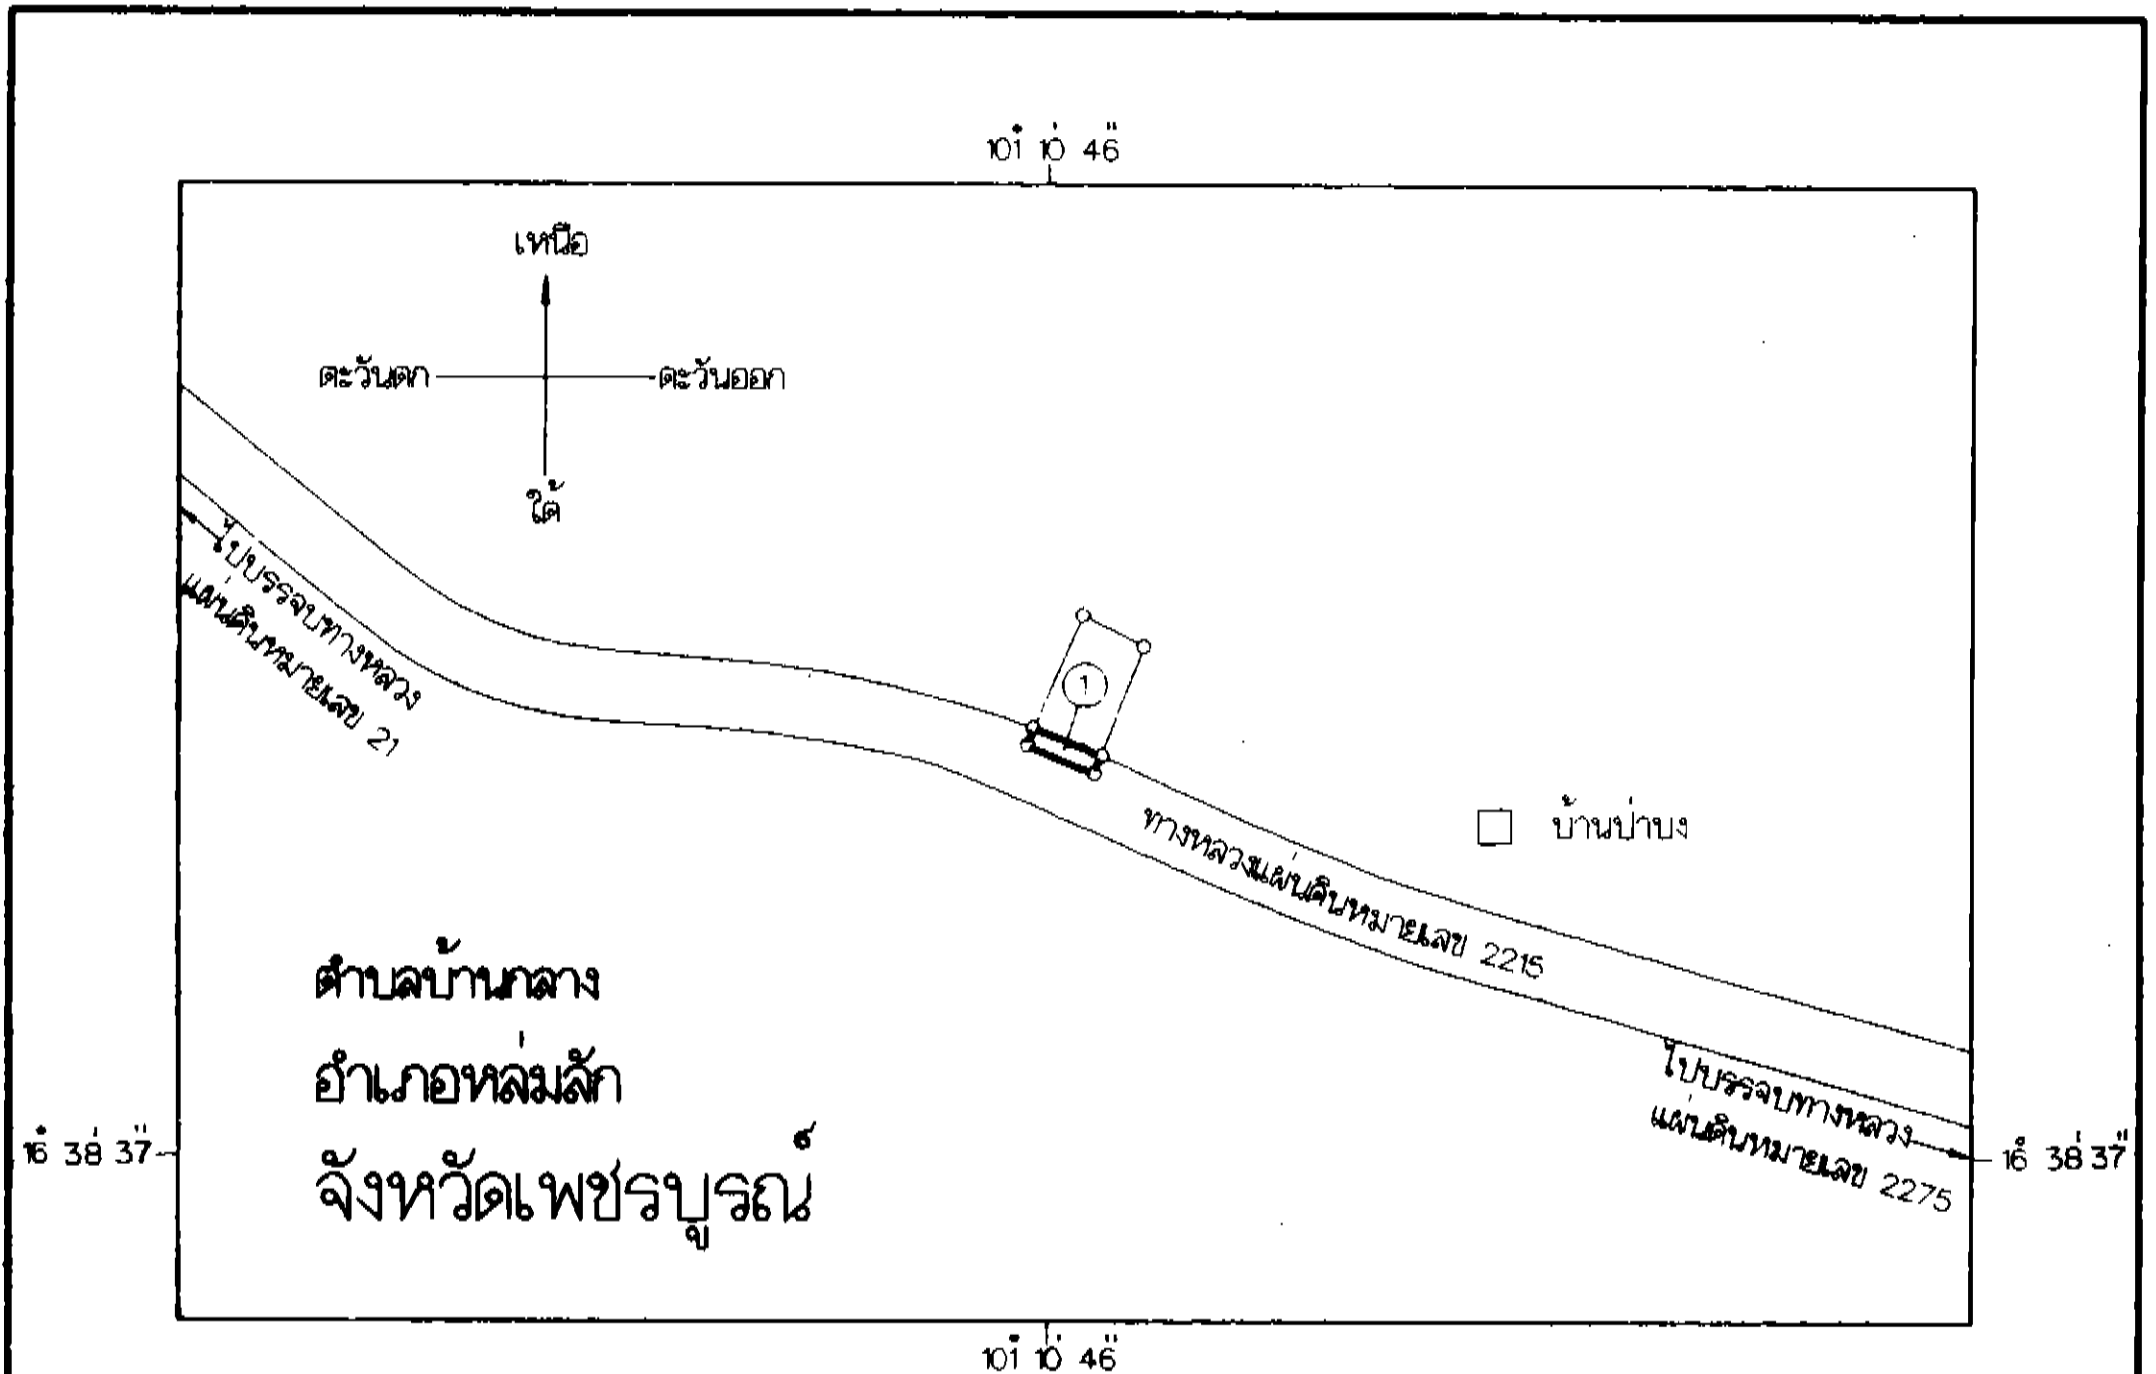 101° 10' 46"
เหนือ
ตะวันตก
ตะวันออก
ใต้
ไปบรรจบทางหลวง
แผ่นดินหมายเลข 21
1
บ้านป่าบง
ทางหลวงแผ่นดินหมายเลข 2215
ตำบลบ้านกลาง
อำเภอหล่มสัก
จังหวัดเพชรบูรณ์
ไปบรรจบทางหลวง
แผ่นดินหมายเลข 2275
16° 38' 37"
16° 38' 37"
101° 10' 46"